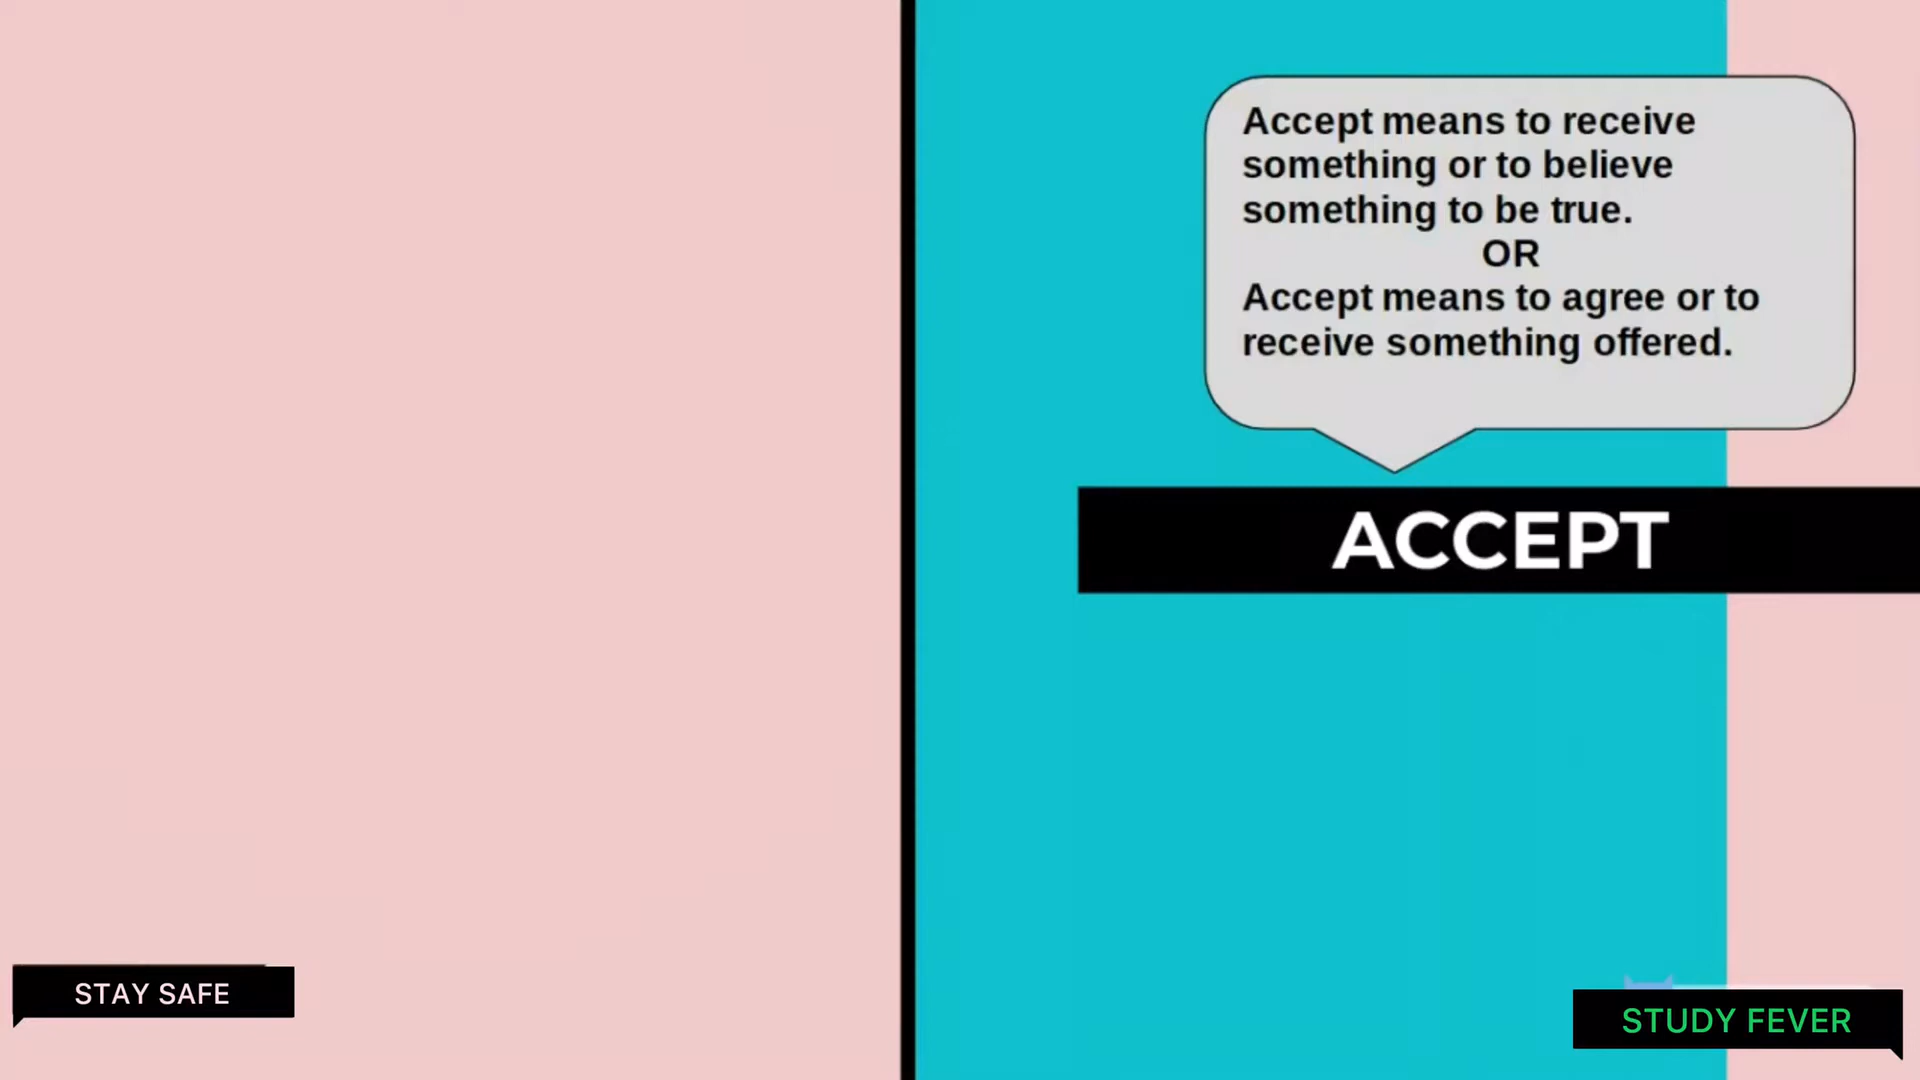 Accept means to receive
something or to believe
something to be true.
OR
Accept means to agree or to
receive something offered.
ACCEPT
STAY SAFE
STUDY FEVER